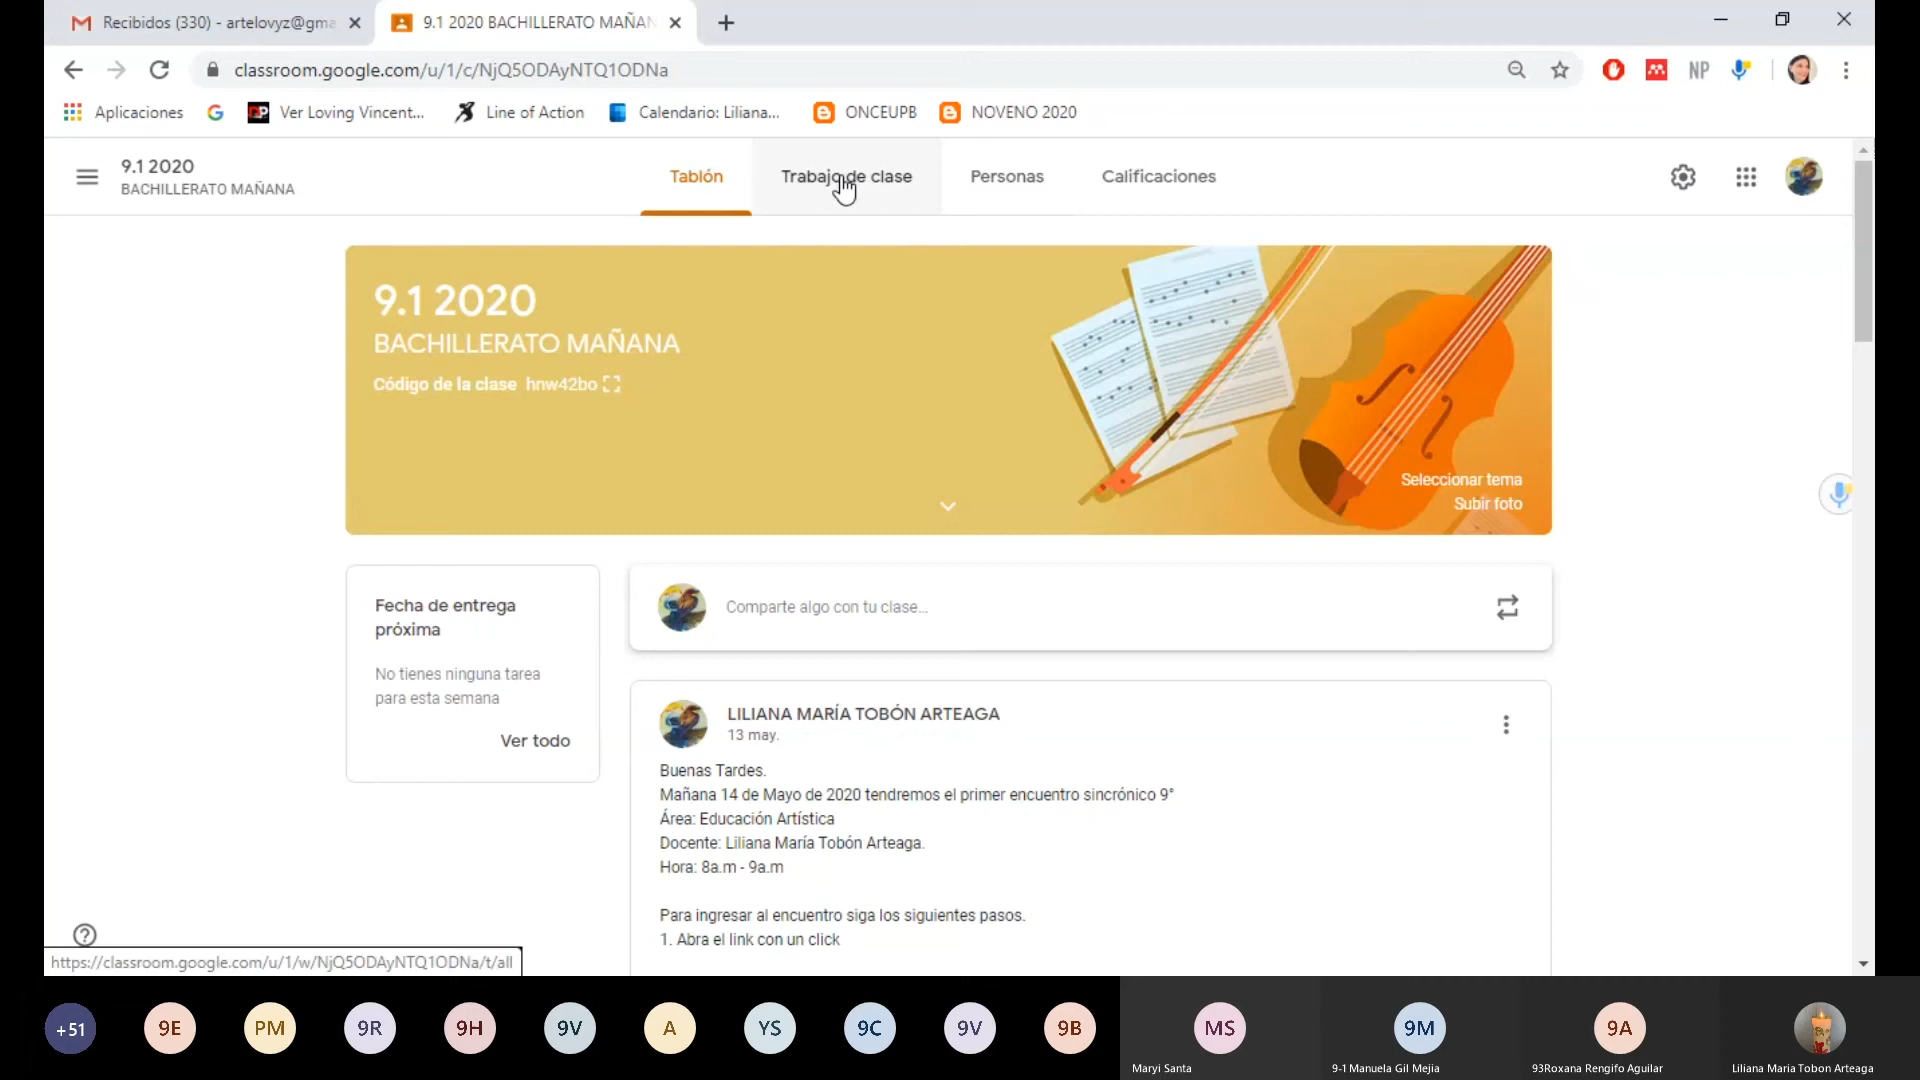 Recibidos (330) - artelovyz@gma
9.1 2020 BACHILLERATO MAÑAN
classroom.google.com/u/1/c/NjQ5ODAyNTQ1ODNa
NP
Aplicaciones
Ver Loving Vincent...
Line of Action
Calendario: Liliana...
ONCEUPB
NOVENO 2020
9.1 2020
BACHILLERATO MAÑANA
Tablón
Trabajo de clase
Personas
Calificaciones
9.1 2020
BACHILLERATO MAÑANA
Código de la clase hnw42bo
Seleccionar tema
Subir foto
Fecha de entrega
próxima
No tienes ninguna tarea
para esta semana
Ver todo
Comparte algo con tu clase...
LILIANA MARÍA TOBÓN ARTEAGA
13 may.
Buenas Tardes.
Mañana 14 de Mayo de 2020 tendremos el primer encuentro sincrónico 9°
Área: Educación Artística
Docente: Liliana María Tobón Arteaga.
Hora: 8a.m - 9a.m
Para ingresar al encuentro siga los siguientes pasos.
1. Abra el link con un click
https://classroom.google.com/u/1/w/NjQ5ODAyNTQ1ODNa/t/all
+51
9E
PM
9R
9H
9V
A
YS
9C
9V
9B
MS
9M
9A
Maryi Santa
9-1 Manuela Gil Mejia
93Roxana Rengifo Aguilar
Liliana Maria Tobon Arteaga